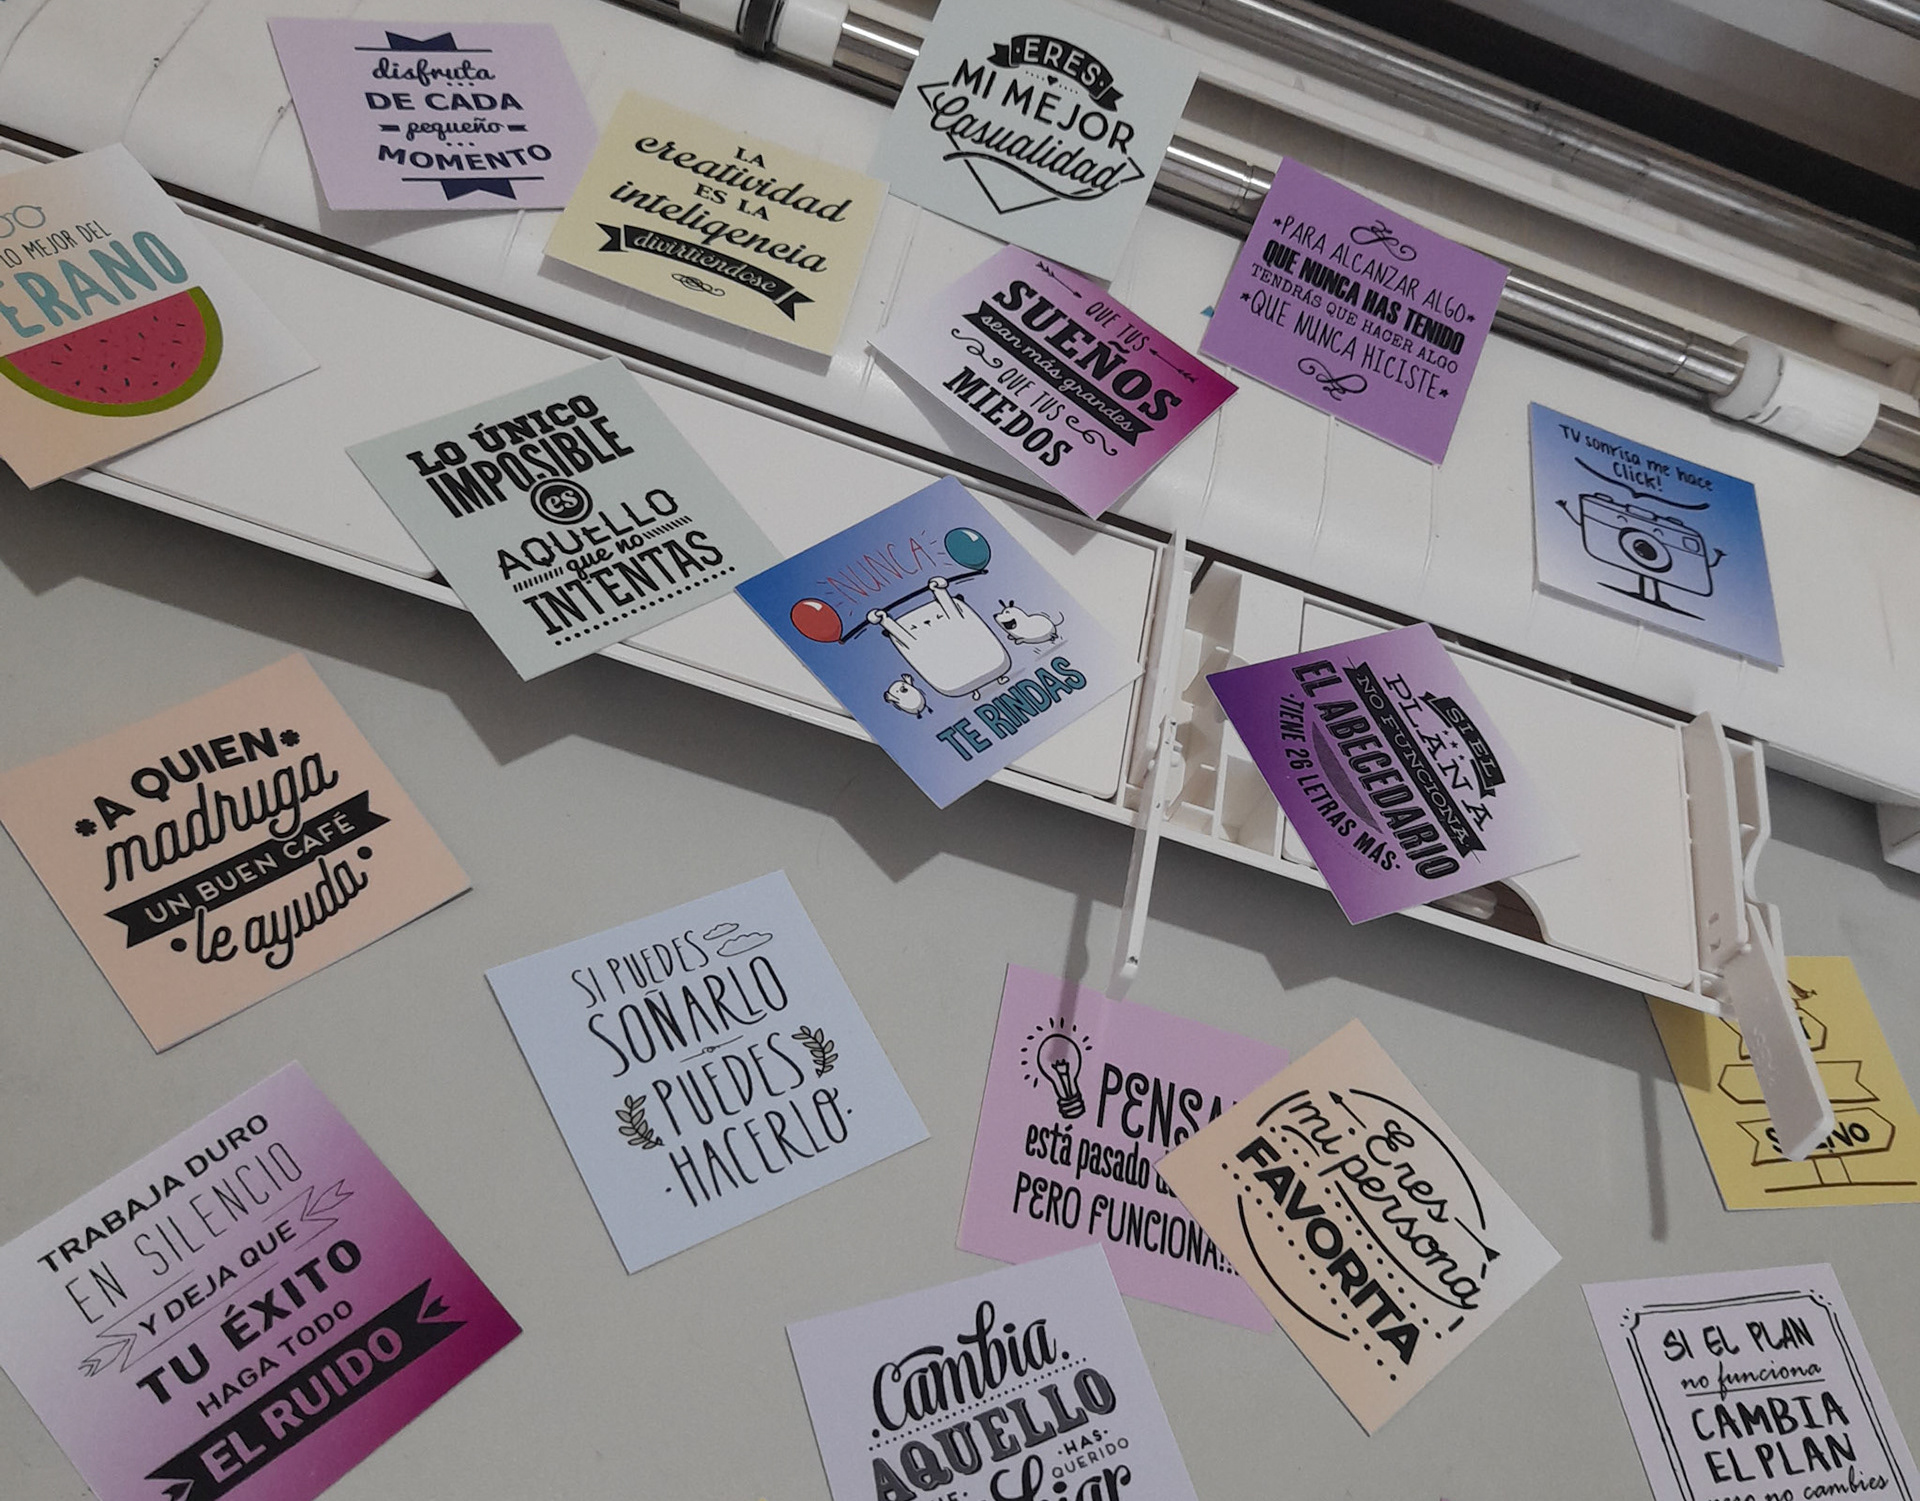 disfruta
DE CADA
pequeño
MOMENTO
LA
creatividad
ES LA
inteligencia
divirtiendose
ERES
MI MEJOR
Casualidad
LO MEJOR DEL
ERANO
QUE TUS
SUEÑOS
sean más grandes
QUE TUS
MIEDOS
PARA ALCANZAR ALGO
QUE NUNCA HAS TENIDO
TENDRÁS QUE HACER ALGO
QUE NUNCA HICISTE
TV sonrisa me hace
click!
LO ÚNICO
IMPOSIBLE
es
AQUELLO
que no
INTENTAS
NUNCA
TE RINDAS
SI EL
PLAN A
NO FUNCIONA
EL ABECEDARIO
·TIENE 26 LETRAS MÁS·
A QUIEN
madruga
UN BUEN CAFÉ
le ayuda
SI PUEDES
SOÑARLO
PUEDES
·HACERLO·
PENSA
está pasado
PERO FUNCIONA!...
Eres
mi persona
FAVORITA
TRABAJA DURO
EN SILENCIO
Y DEJA QUE
TU ÉXITO
HAGA TODO
EL RUIDO
Cambia
AQUELLO
·HAS·
QUERIDO
SI EL PLAN
no funciona
CAMBIA
EL PLAN
no cambies